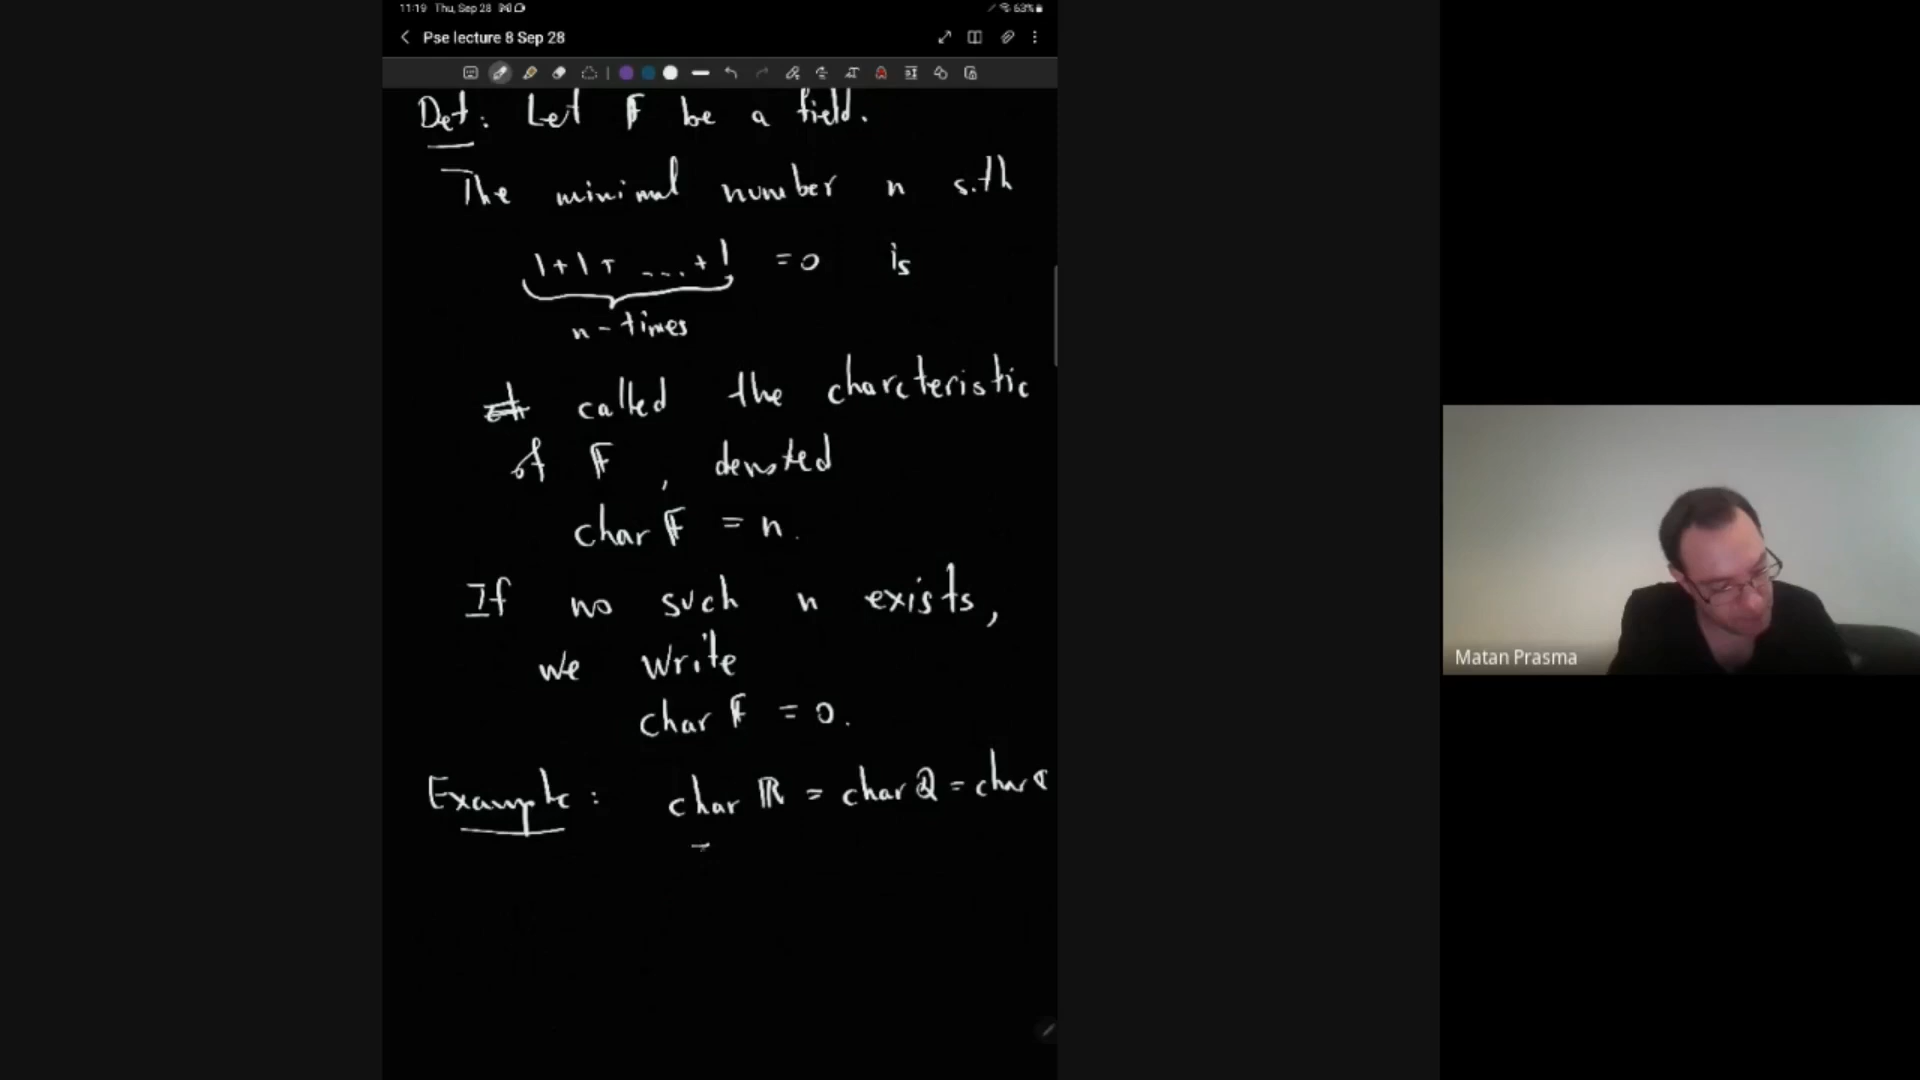 11:19 Thu, Sep 28 63%
Pse lecture 8 Sep 28
Def: Let 𝔽 be a field.
The minimal number n s.th
1+1+ ....+1 =0 is
n-times
called the charcteristic
of 𝔽, denoted
char 𝔽 = n.
If no such n exists,
we write
char 𝔽 = 0.
Example: char ℝ = char ℚ = char ℂ
=
Matan Prasma